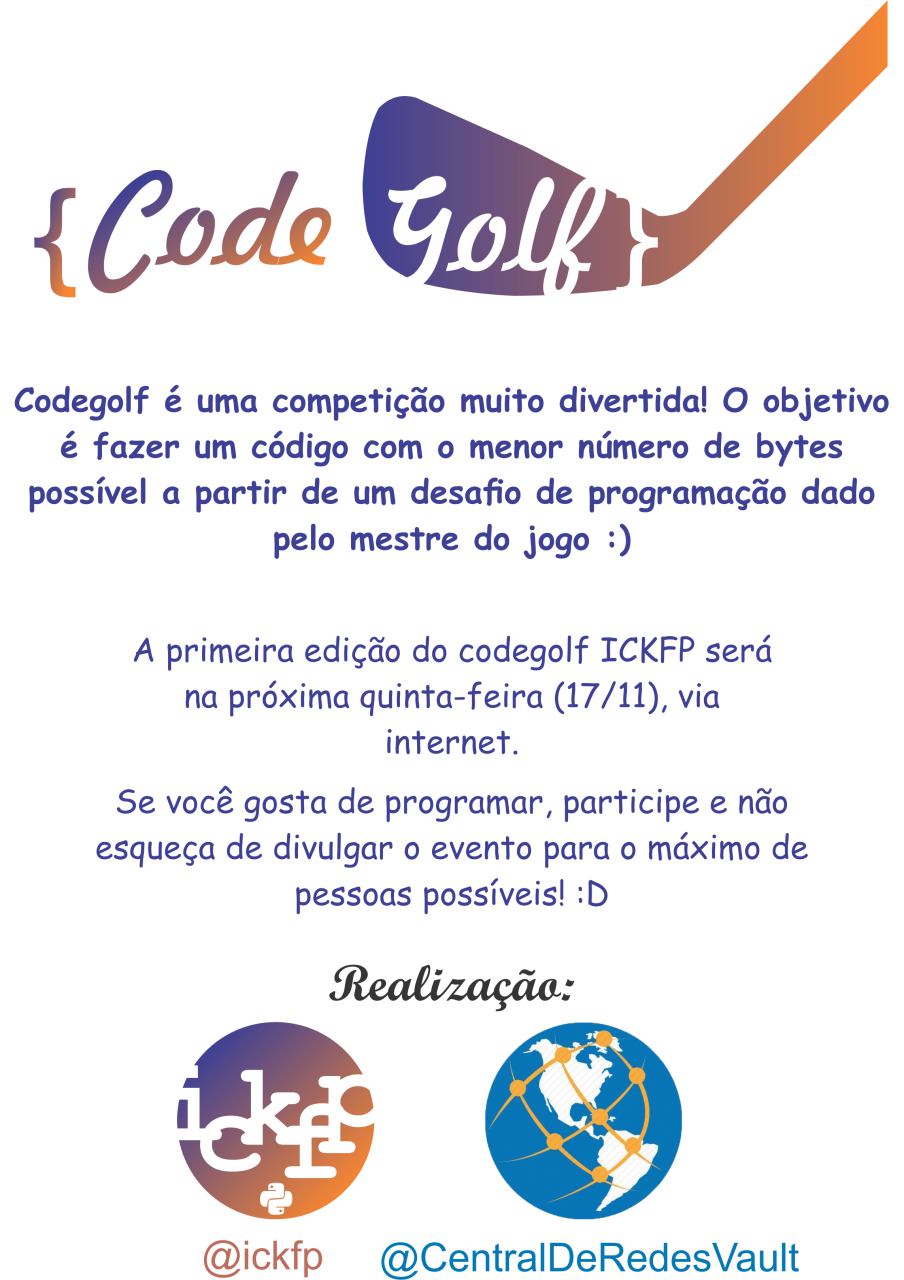 {Code Golf}
Codegolf é uma competição muito divertida! O objetivo
é fazer um código com o menor número de bytes
possível a partir de um desafio de programação dado
pelo mestre do jogo :)
A primeira edição do codegolf ICKFP será
na próxima quinta-feira (17/11), via
internet.
Se você gosta de programar, participe e não
esqueça de divulgar o evento para o máximo de
pessoas possíveis! :D
Realização:
ickfp
@ickfp @CentralDeRedesVault